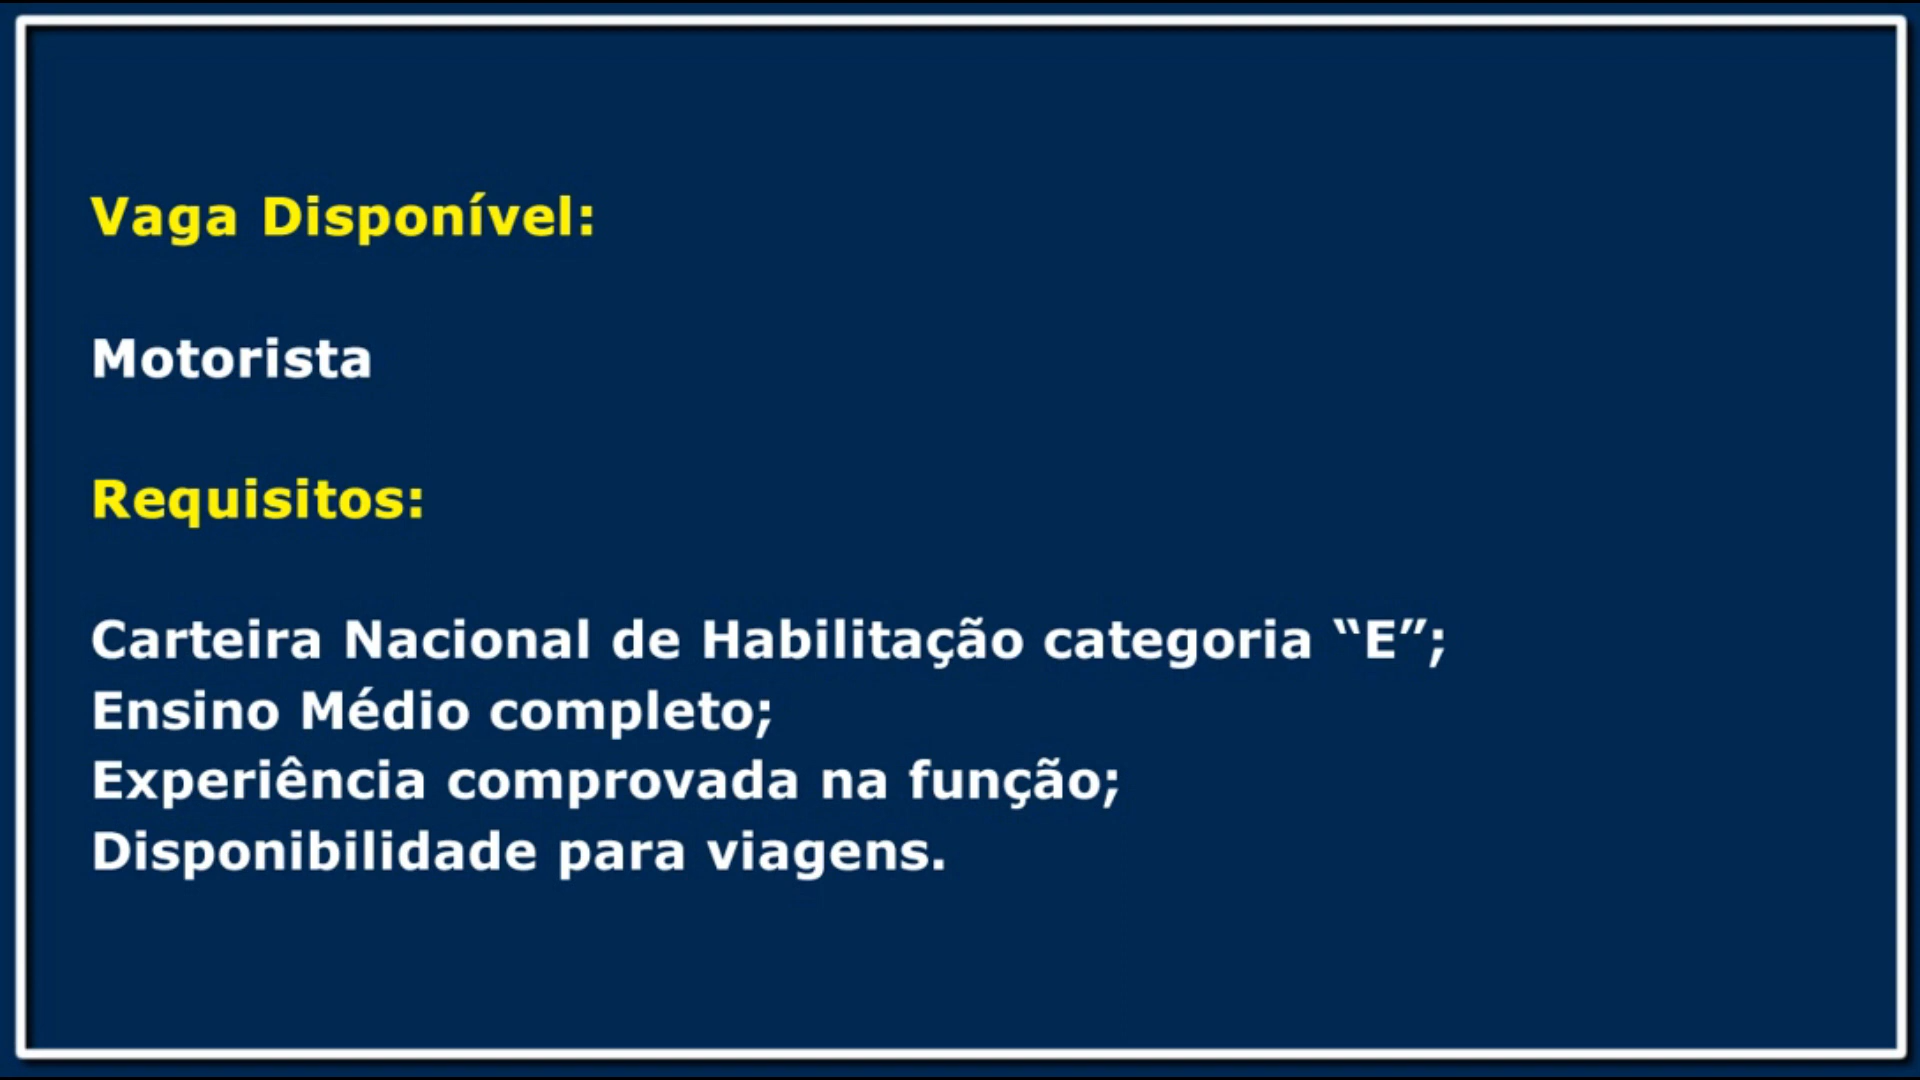 Vaga Disponível:
Motorista
Requisitos:
Carteira Nacional de Habilitação categoria “E”;
Ensino Médio completo;
Experiência comprovada na função;
Disponibilidade para viagens.